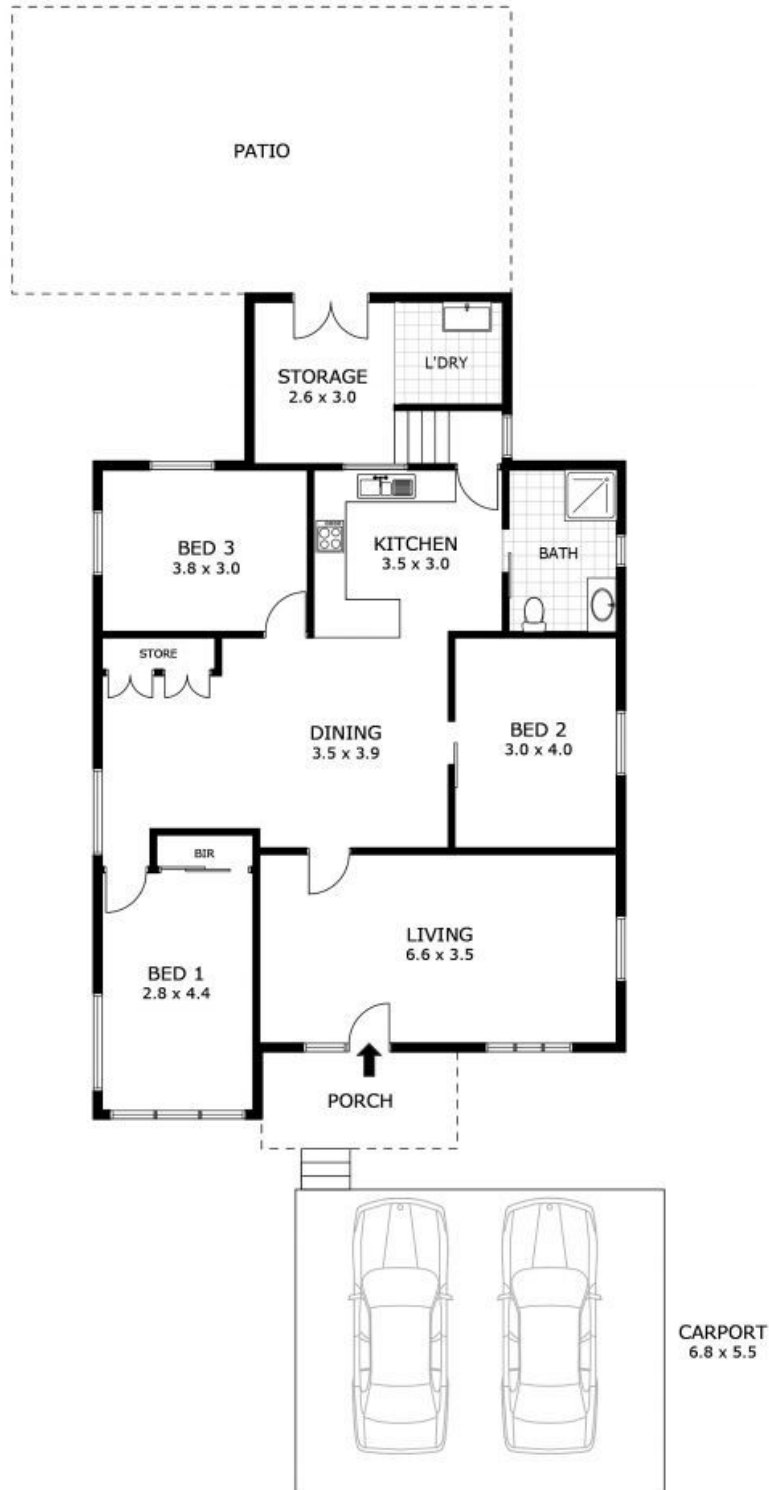 PATIO
STORAGE
2.6 x 3.0
L'DRY
BED 3
3.8 x 3.0
KITCHEN
3.5 x 3.0
BATH
STORE
DINING
3.5 x 3.9
BED 2
3.0 x 4.0
BIR
BED 1
2.8 x 4.4
LIVING
6.6 x 3.5
PORCH
CARPORT
6.8 x 5.5